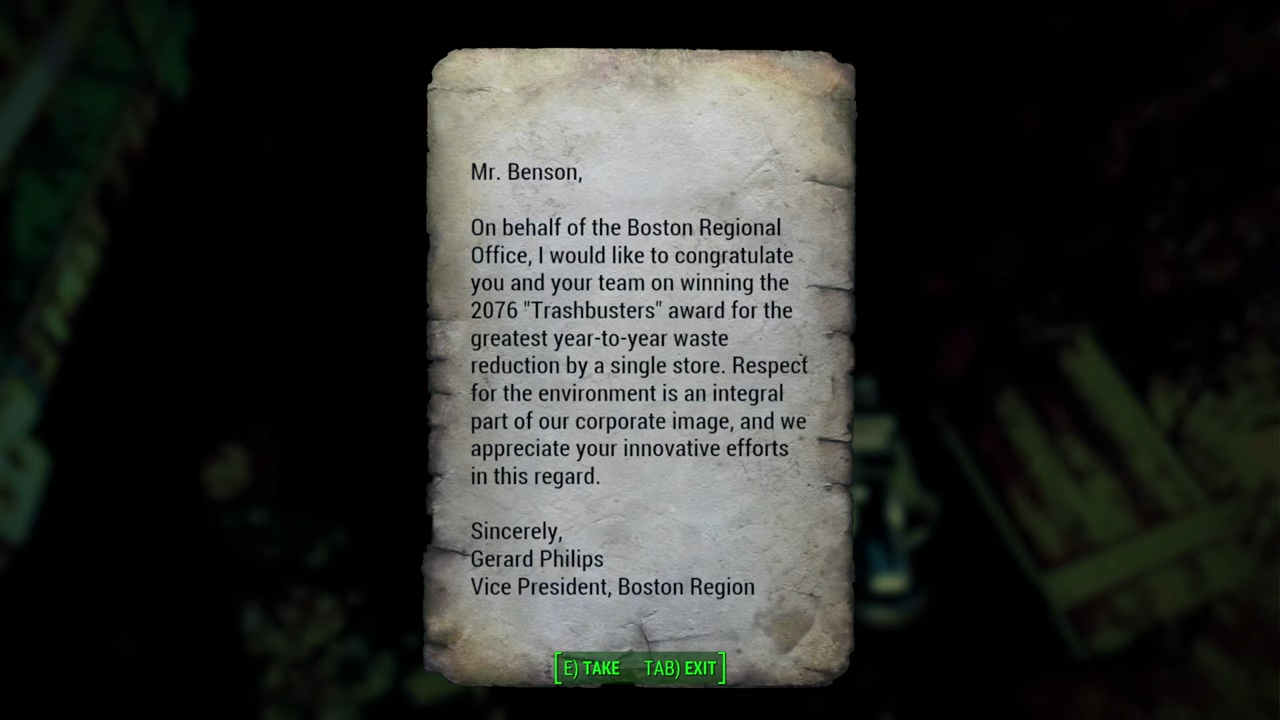 Mr. Benson,
On behalf of the Boston Regional
Office, I would like to congratulate
you and your team on winning the
2076 "Trashbusters" award for the
greatest year-to-year waste
reduction by a single store. Respect
for the environment is an integral
part of our corporate image, and we
appreciate your innovative efforts
in this regard.
Sincerely,
Gerard Philips
Vice President, Boston Region
E) TAKE TAB) EXIT